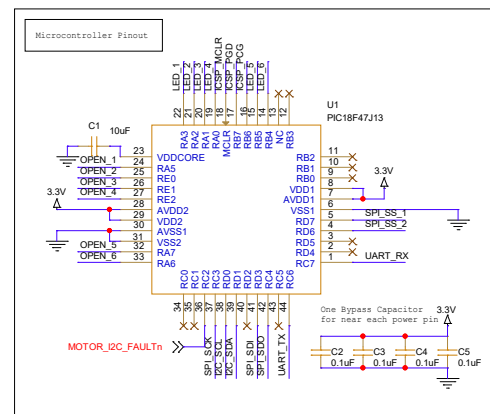 Microcontroller Pinout
LED_1
LED_2
LED_3
LED_4
ICSP_MCLR
ICSP_PGD
ICSP_PCG
LED_5
LED_6
22
21
20
19
18
17
16
15
14
13
12
U1
PIC18F47J13
RA3
RA2
RA1
RA0
MCLR
RB7
RB6
RB5
RB4
NC
RB3
C1
10uF
OPEN_1
OPEN_2
OPEN_3
OPEN_4
3.3V
OPEN_5
OPEN_6
23
24
25
26
27
28
29
30
31
32
33
VDDCORE
RA5
RE0
RE1
RE2
AVDD2
VDD2
AVSS1
VSS2
RA7
RA6
RB2
RB1
RB0
VDD1
AVDD1
VSS1
RD7
RD6
RD5
RD4
RC7
11
10
9
8
7
6
5
4
3
2
1
3.3V
SPI_SS_1
SPI_SS_2
UART_RX
RC0
RC1
RC2
RC3
RD0
RD1
RD2
RD3
RC4
RC5
RC6
34
35
36
37
38
39
40
41
42
43
44
MOTOR_I2C_FAULTn
SPI_SCK
I2C_SCL
I2C_SDA
SPI_SDI
SPI_SDO
UART_TX
One Bypass Capacitor
for near each power pin
3.3V
C2
0.1uF
C3
0.1uF
C4
0.1uF
C5
0.1uF